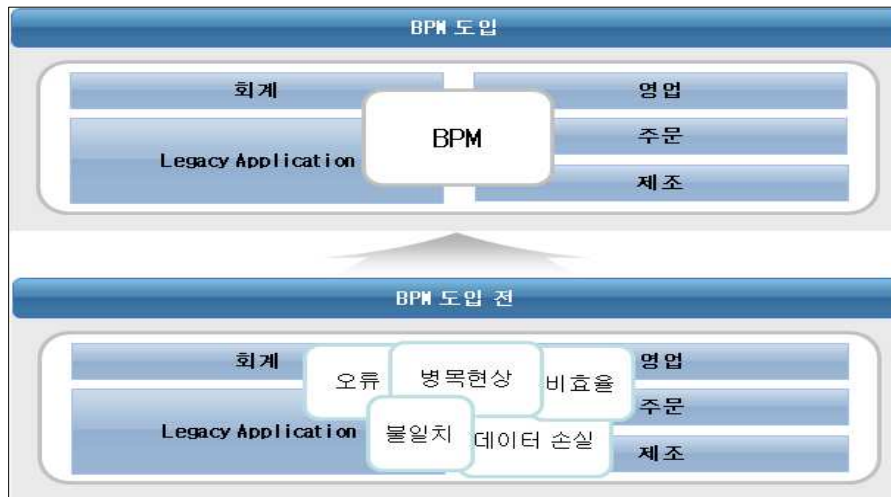 BPM 도입
회계
영업
BPM
주문
Legacy Application
제조
BPM 도입 전
회계
영업
오류
병목현상
비효율
주문
Legacy Application
불일치
데이터 손실
제조